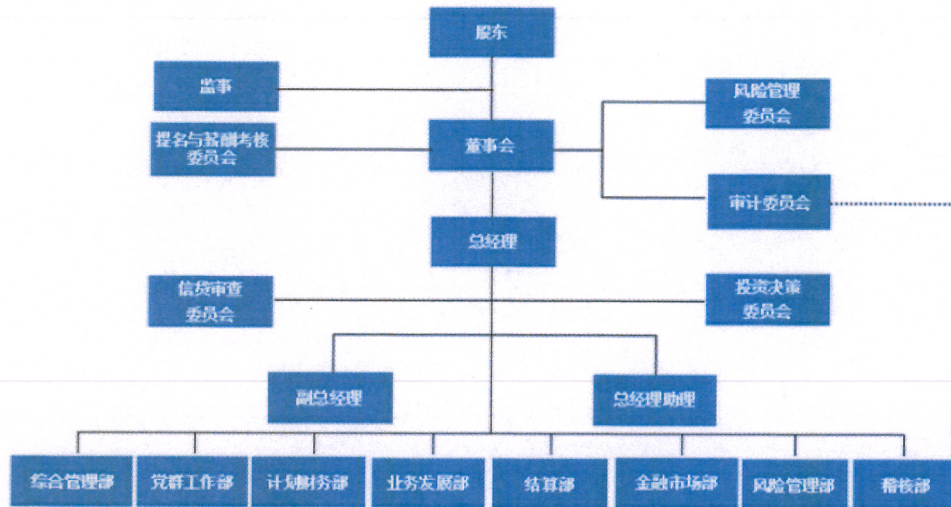 股东
监事
风险管理
委员会
提名与薪酬考核
委员会
董事会
审计委员会
总经理
信贷审查
委员会
投资决策
委员会
副总经理
总经理助理
综合管理部
党群工作部
计划财务部
业务发展部
结算部
金融市场部
风险管理部
稽核部